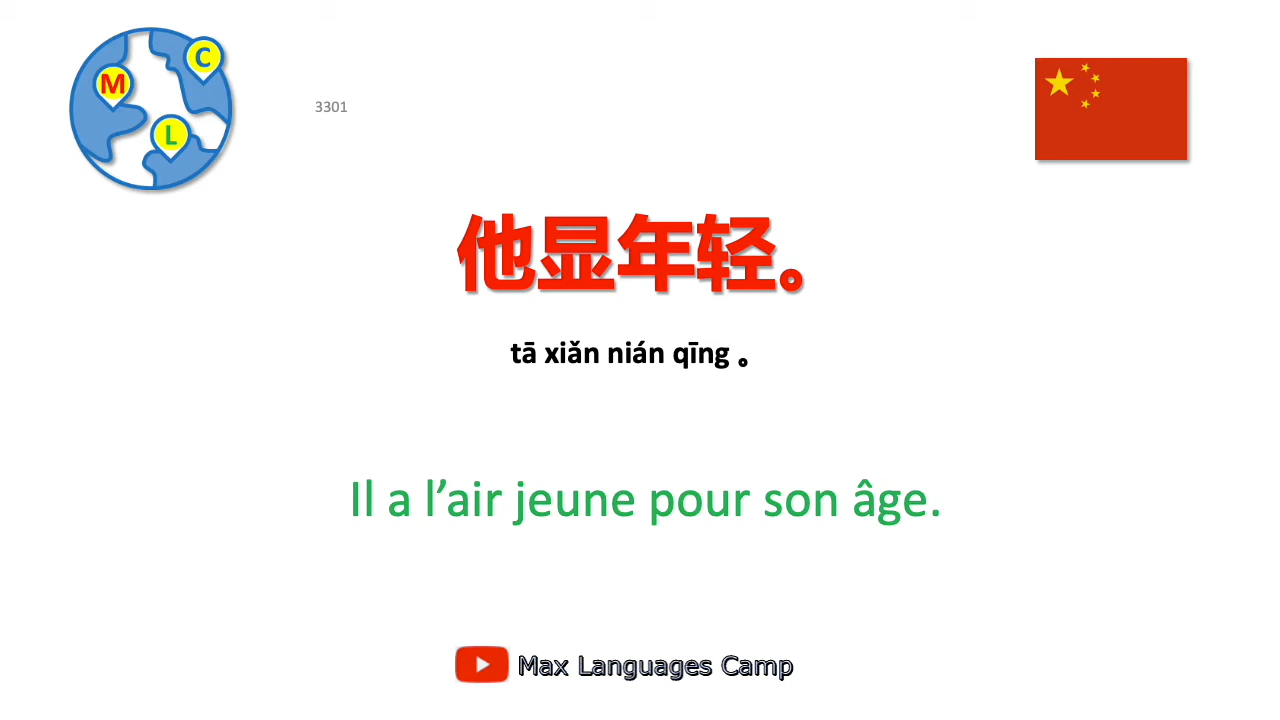 C
M
L
3301
他显年轻。
tā xiǎn nián qīng 。
Il a l’air jeune pour son âge.
Max Languages Camp